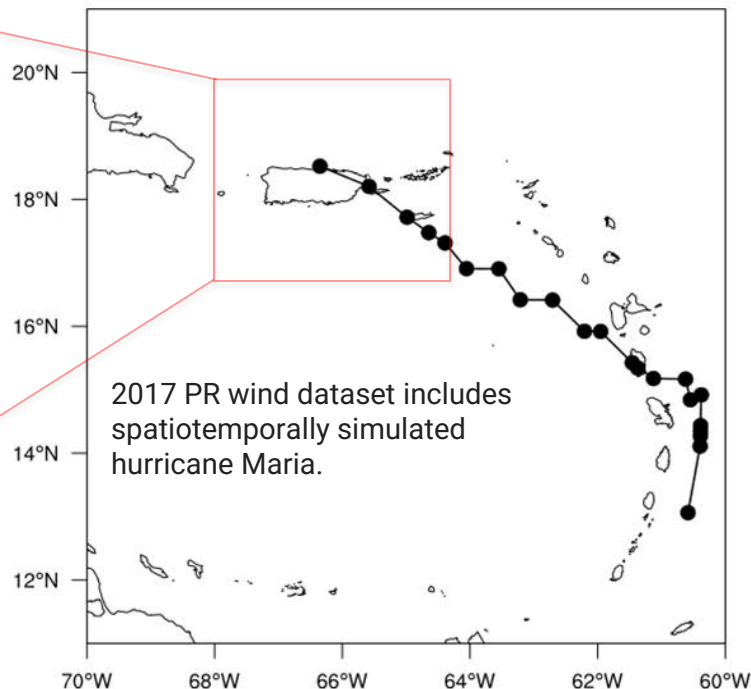 20°N
18°N
16°N
2017 PR wind dataset includes
spatiotemporally simulated
hurricane Maria.
14°N
12°N
70°W 68°W 66°W 64°W 62°W 60°W